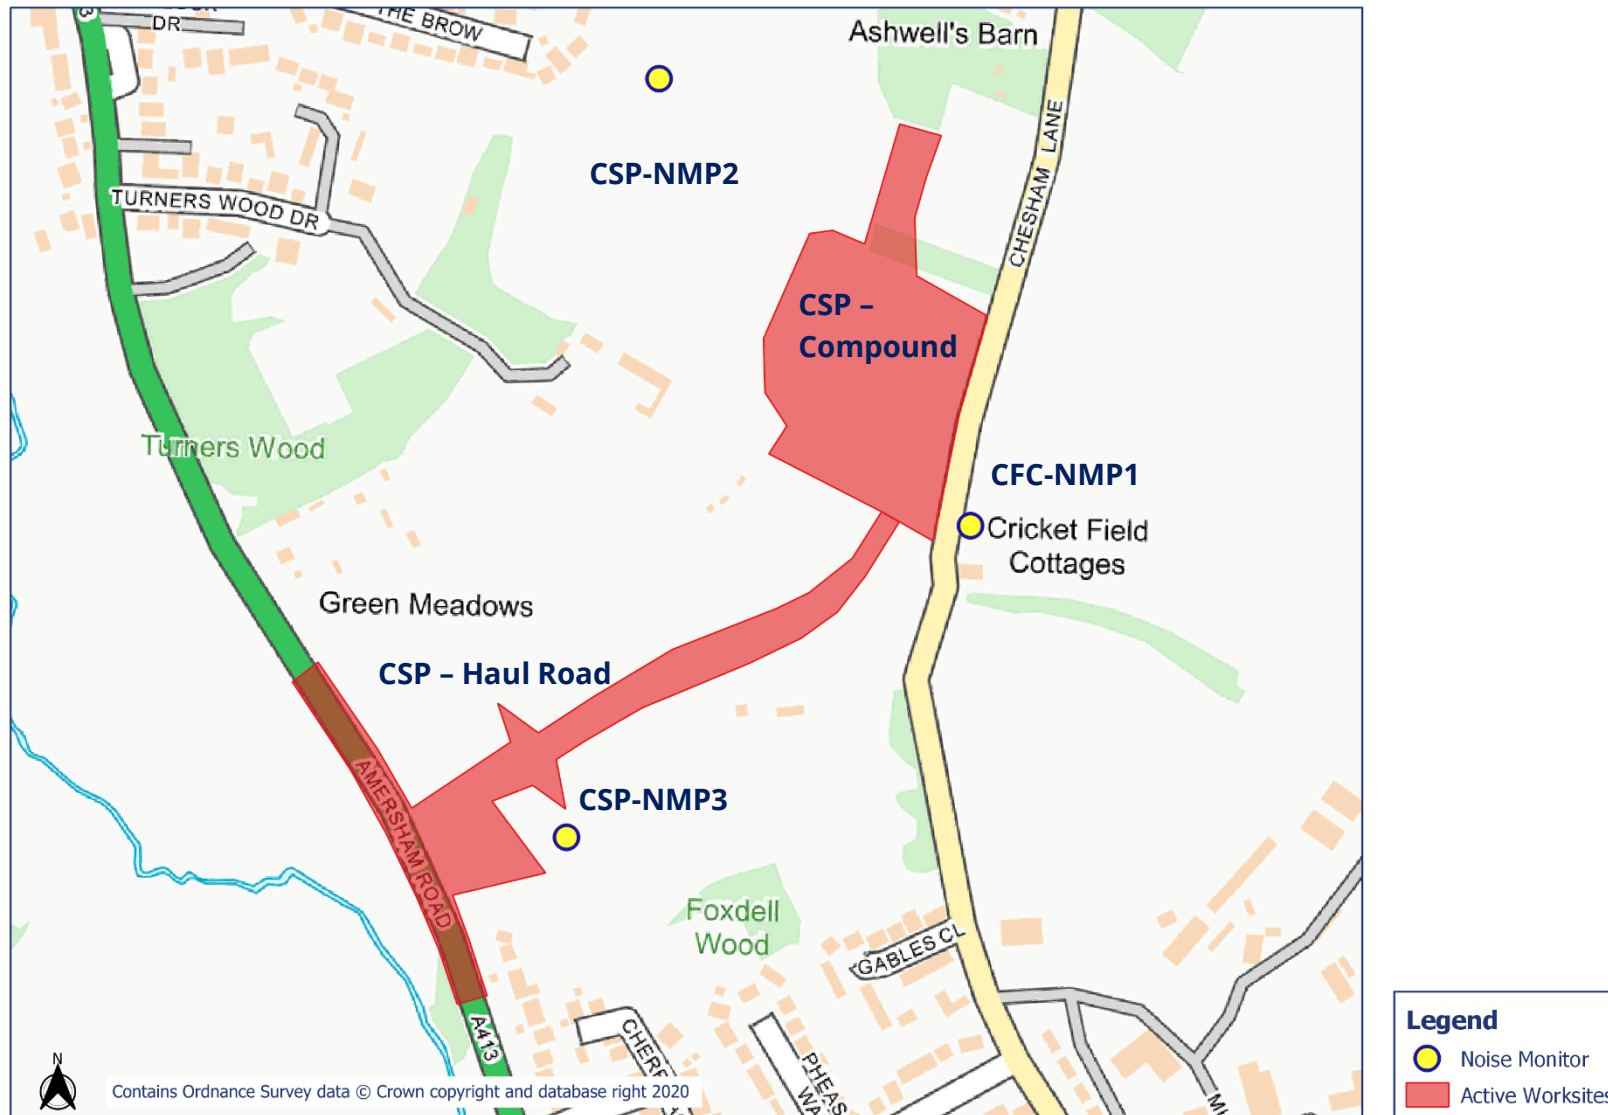 DR
THE BROW
Ashwell's Barn
CHESHAM LANE
CSP-NMP2
TURNERS WOOD DR
CSP –
Compound
Turners Wood
CFC-NMP1
Cricket Field
Cottages
Green Meadows
CSP – Haul Road
AMERSHAM ROAD
CSP-NMP3
Foxdell
Wood
GABLES CL
A413
N
Contains Ordnance Survey data © Crown copyright and database right 2020
Legend
Noise Monitor
Active Worksites